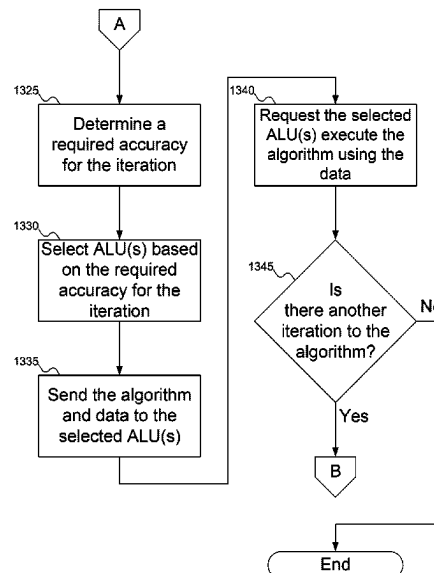 A
1325
Determine a
required accuracy
for the iteration
1330
Select ALU(s) based
on the required
accuracy for the
iteration
1335
Send the algorithm
and data to the
selected ALU(s)
1340
Request the selected
ALU(s) execute the
algorithm using the
data
1345
Is
there another
iteration to the
algorithm?
No
Yes
B
End